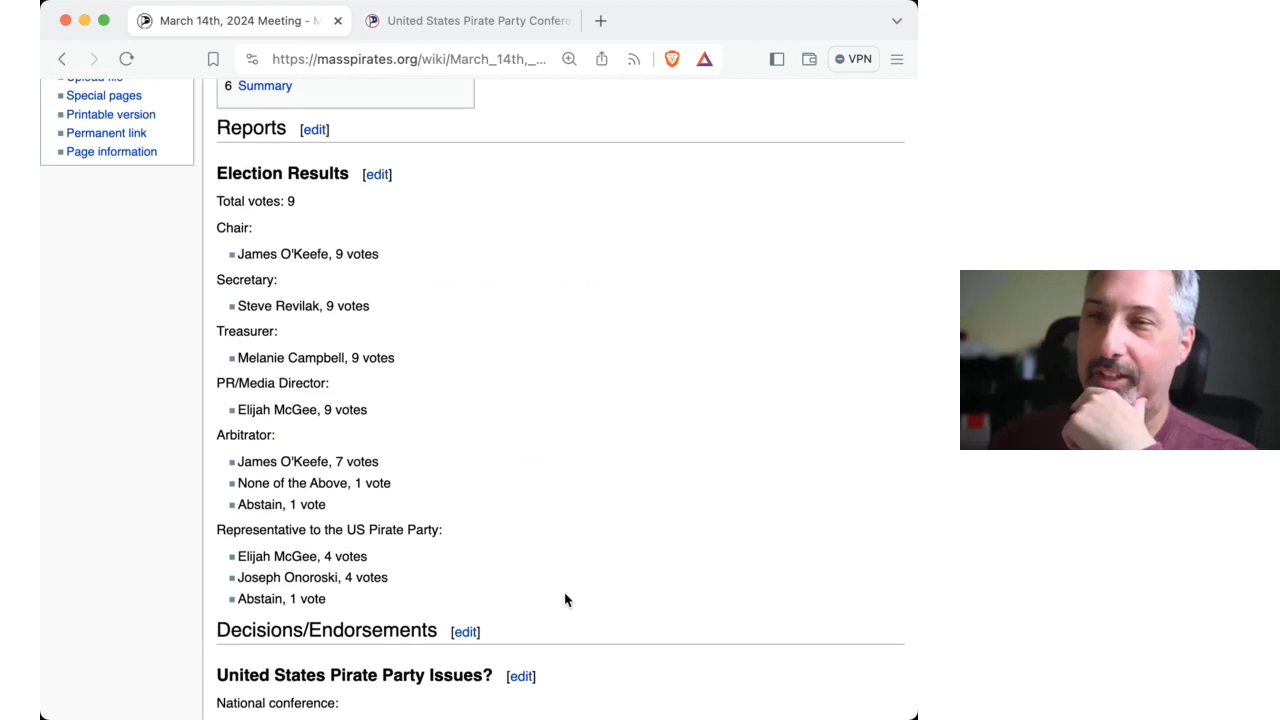 March 14th, 2024 Meeting - M
United States Pirate Party Confere
https://masspirates.org/wiki/March_14th,_...
VPN
Upload file
Special pages
Printable version
Permanent link
Page information
6 Summary
Reports [edit]
Election Results [edit]
Total votes: 9
Chair:
James O'Keefe, 9 votes
Secretary:
Steve Revilak, 9 votes
Treasurer:
Melanie Campbell, 9 votes
PR/Media Director:
Elijah McGee, 9 votes
Arbitrator:
James O'Keefe, 7 votes
None of the Above, 1 vote
Abstain, 1 vote
Representative to the US Pirate Party:
Elijah McGee, 4 votes
Joseph Onoroski, 4 votes
Abstain, 1 vote
Decisions/Endorsements [edit]
United States Pirate Party Issues? [edit]
National conference: